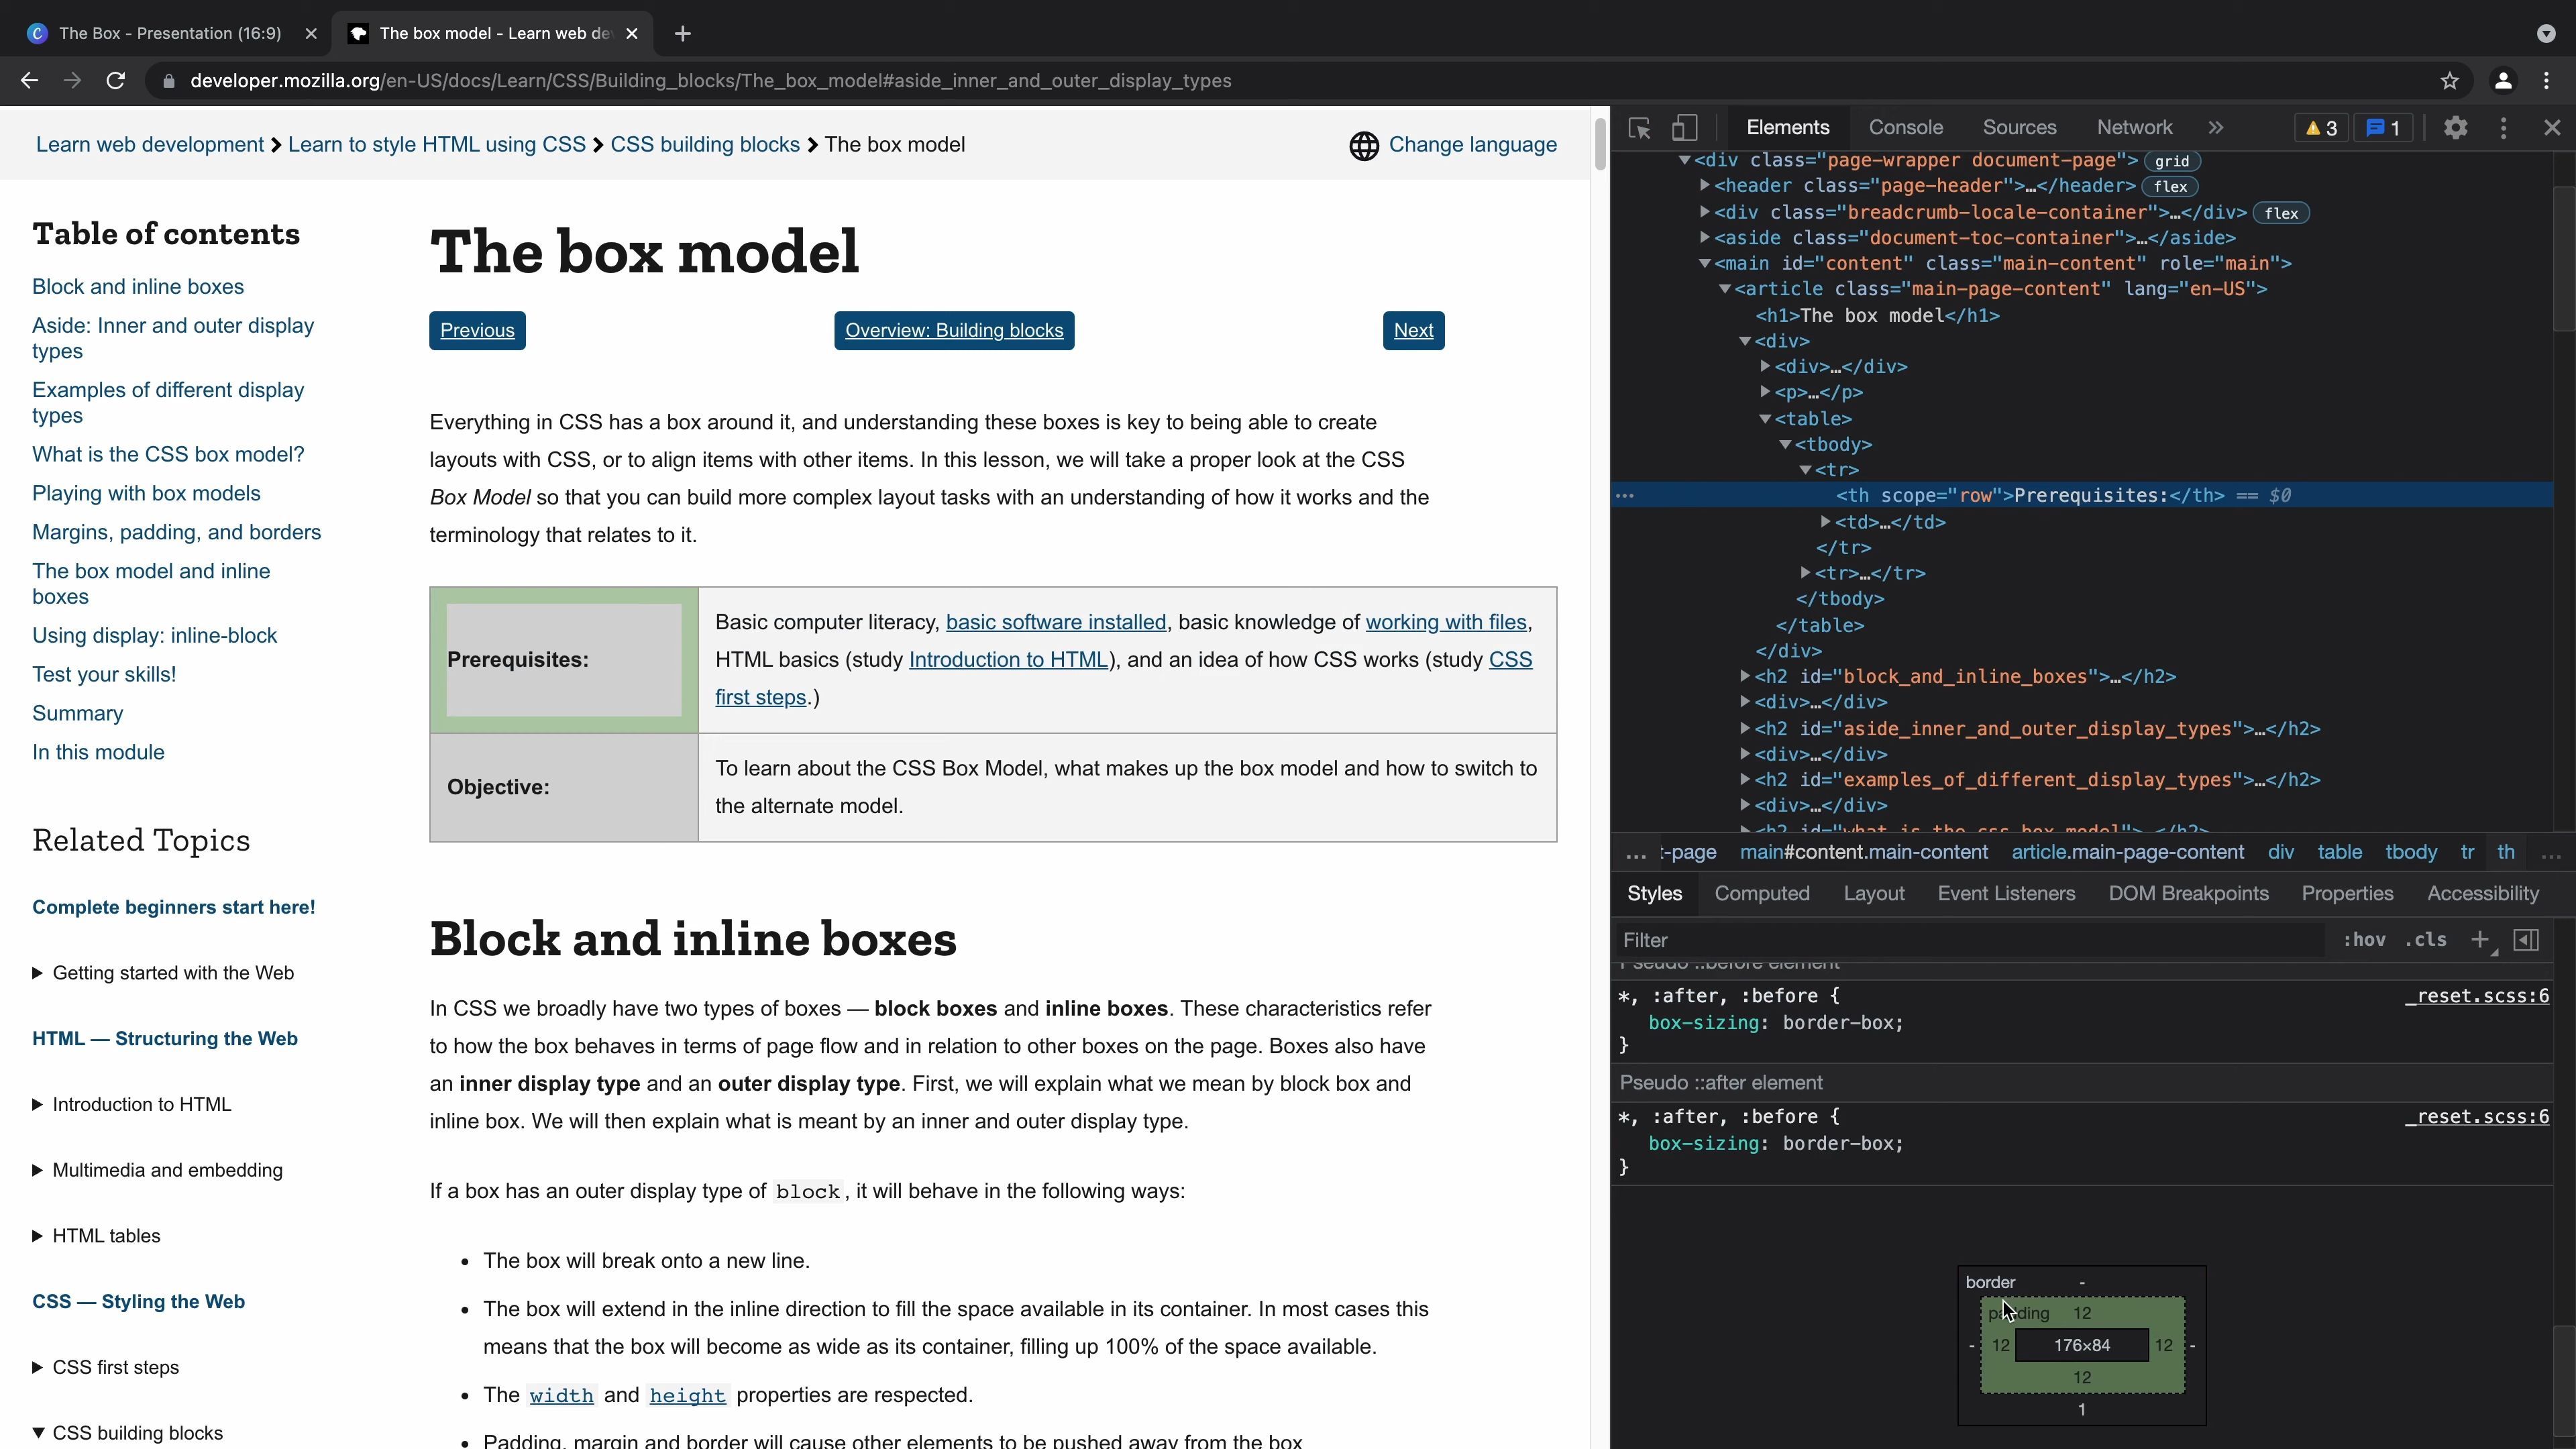 The Box - Presentation (16:9)
The box model - Learn web de
developer.mozilla.org/en-US/docs/Learn/CSS/Building_blocks/The_box_model#aside_inner_and_outer_display_types
Learn web development > Learn to style HTML using CSS > CSS building blocks > The box model
Change language
Table of contents
Block and inline boxes
Aside: Inner and outer display
types
Examples of different display
types
What is the CSS box model?
Playing with box models
Margins, padding, and borders
The box model and inline
boxes
Using display: inline-block
Test your skills!
Summary
In this module
Related Topics
Complete beginners start here!
▶ Getting started with the Web
HTML — Structuring the Web
▶ Introduction to HTML
▶ Multimedia and embedding
▶ HTML tables
CSS — Styling the Web
▶ CSS first steps
▼ CSS building blocks
The box model
Previous
Overview: Building blocks
Next
Everything in CSS has a box around it, and understanding these boxes is key to being able to create
layouts with CSS, or to align items with other items. In this lesson, we will take a proper look at the CSS
Box Model so that you can build more complex layout tasks with an understanding of how it works and the
terminology that relates to it.
Prerequisites:
Basic computer literacy, basic software installed, basic knowledge of working with files,
HTML basics (study Introduction to HTML), and an idea of how CSS works (study CSS
first steps.)
Objective:
To learn about the CSS Box Model, what makes up the box model and how to switch to
the alternate model.
Block and inline boxes
In CSS we broadly have two types of boxes — block boxes and inline boxes. These characteristics refer
to how the box behaves in terms of page flow and in relation to other boxes on the page. Boxes also have
an inner display type and an outer display type. First, we will explain what we mean by block box and
inline box. We will then explain what is meant by an inner and outer display type.
If a box has an outer display type of block, it will behave in the following ways:
• The box will break onto a new line.
• The box will extend in the inline direction to fill the space available in its container. In most cases this
means that the box will become as wide as its container, filling up 100% of the space available.
• The width and height properties are respected.
• Padding, margin and border will cause other elements to be pushed away from the box
Elements Console Sources Network » 3 1
▼<div class="page-wrapper document-page"> grid
▶<header class="page-header">…</header> flex
▶<div class="breadcrumb-locale-container">…</div> flex
▶<aside class="document-toc-container">…</aside>
▼<main id="content" class="main-content" role="main">
▼<article class="main-page-content" lang="en-US">
<h1>The box model</h1>
▼<div>
▶<div>…</div>
▶<p>…</p>
▼<table>
▼<tbody>
▼<tr>
… <th scope="row">Prerequisites:</th> == $0
▶<td>…</td>
</tr>
▶<tr>…</tr>
</tbody>
</table>
</div>
▶<h2 id="block_and_inline_boxes">…</h2>
▶<div>…</div>
▶<h2 id="aside_inner_and_outer_display_types">…</h2>
▶<div>…</div>
▶<h2 id="examples_of_different_display_types">…</h2>
▶<div>…</div>
▶<h2 id="what_is_the_css_box_model">…</h2>
… t-page main#content.main-content article.main-page-content div table tbody tr th …
Styles Computed Layout Event Listeners DOM Breakpoints Properties Accessibility
Filter :hov .cls +
Pseudo ::before element
*, :after, :before { _reset.scss:6
box-sizing: border-box;
}
Pseudo ::after element
*, :after, :before { _reset.scss:6
box-sizing: border-box;
}
border -
padding 12
- 12 176×84 12 -
12
1